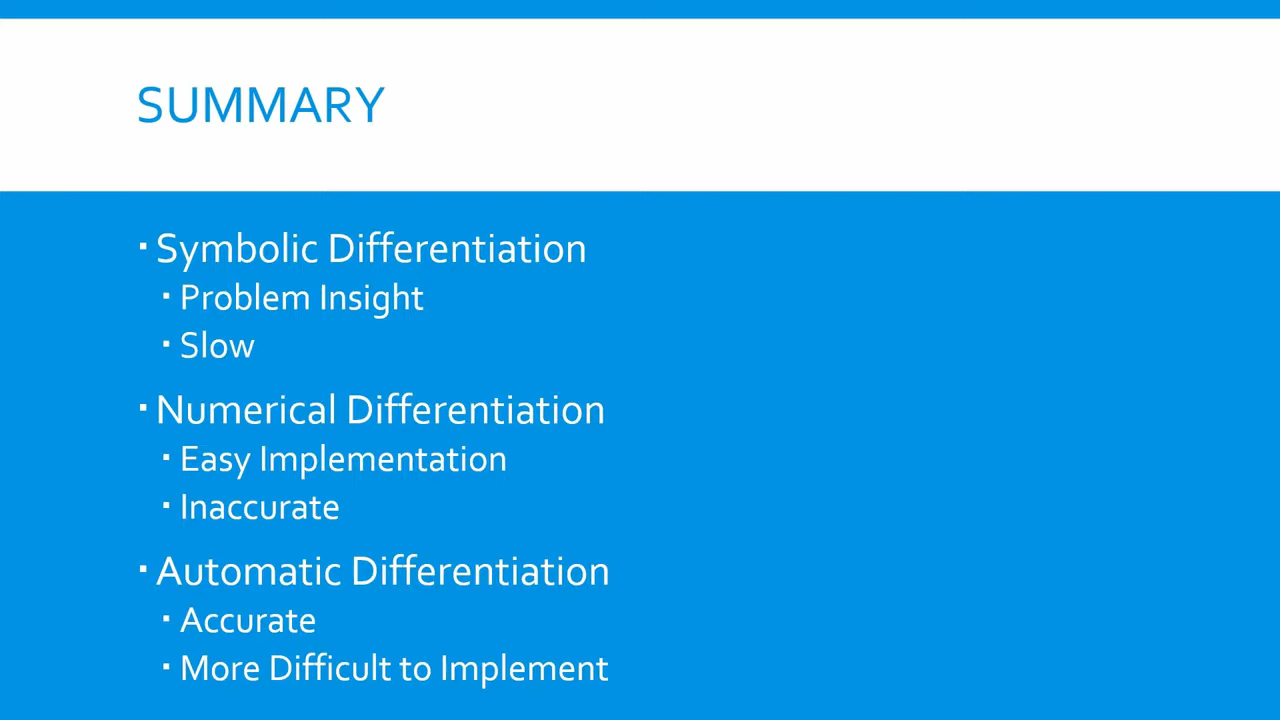 SUMMARY
▪ Symbolic Differentiation
▪ Problem Insight
▪ Slow
▪ Numerical Differentiation
▪ Easy Implementation
▪ Inaccurate
▪ Automatic Differentiation
▪ Accurate
▪ More Difficult to Implement